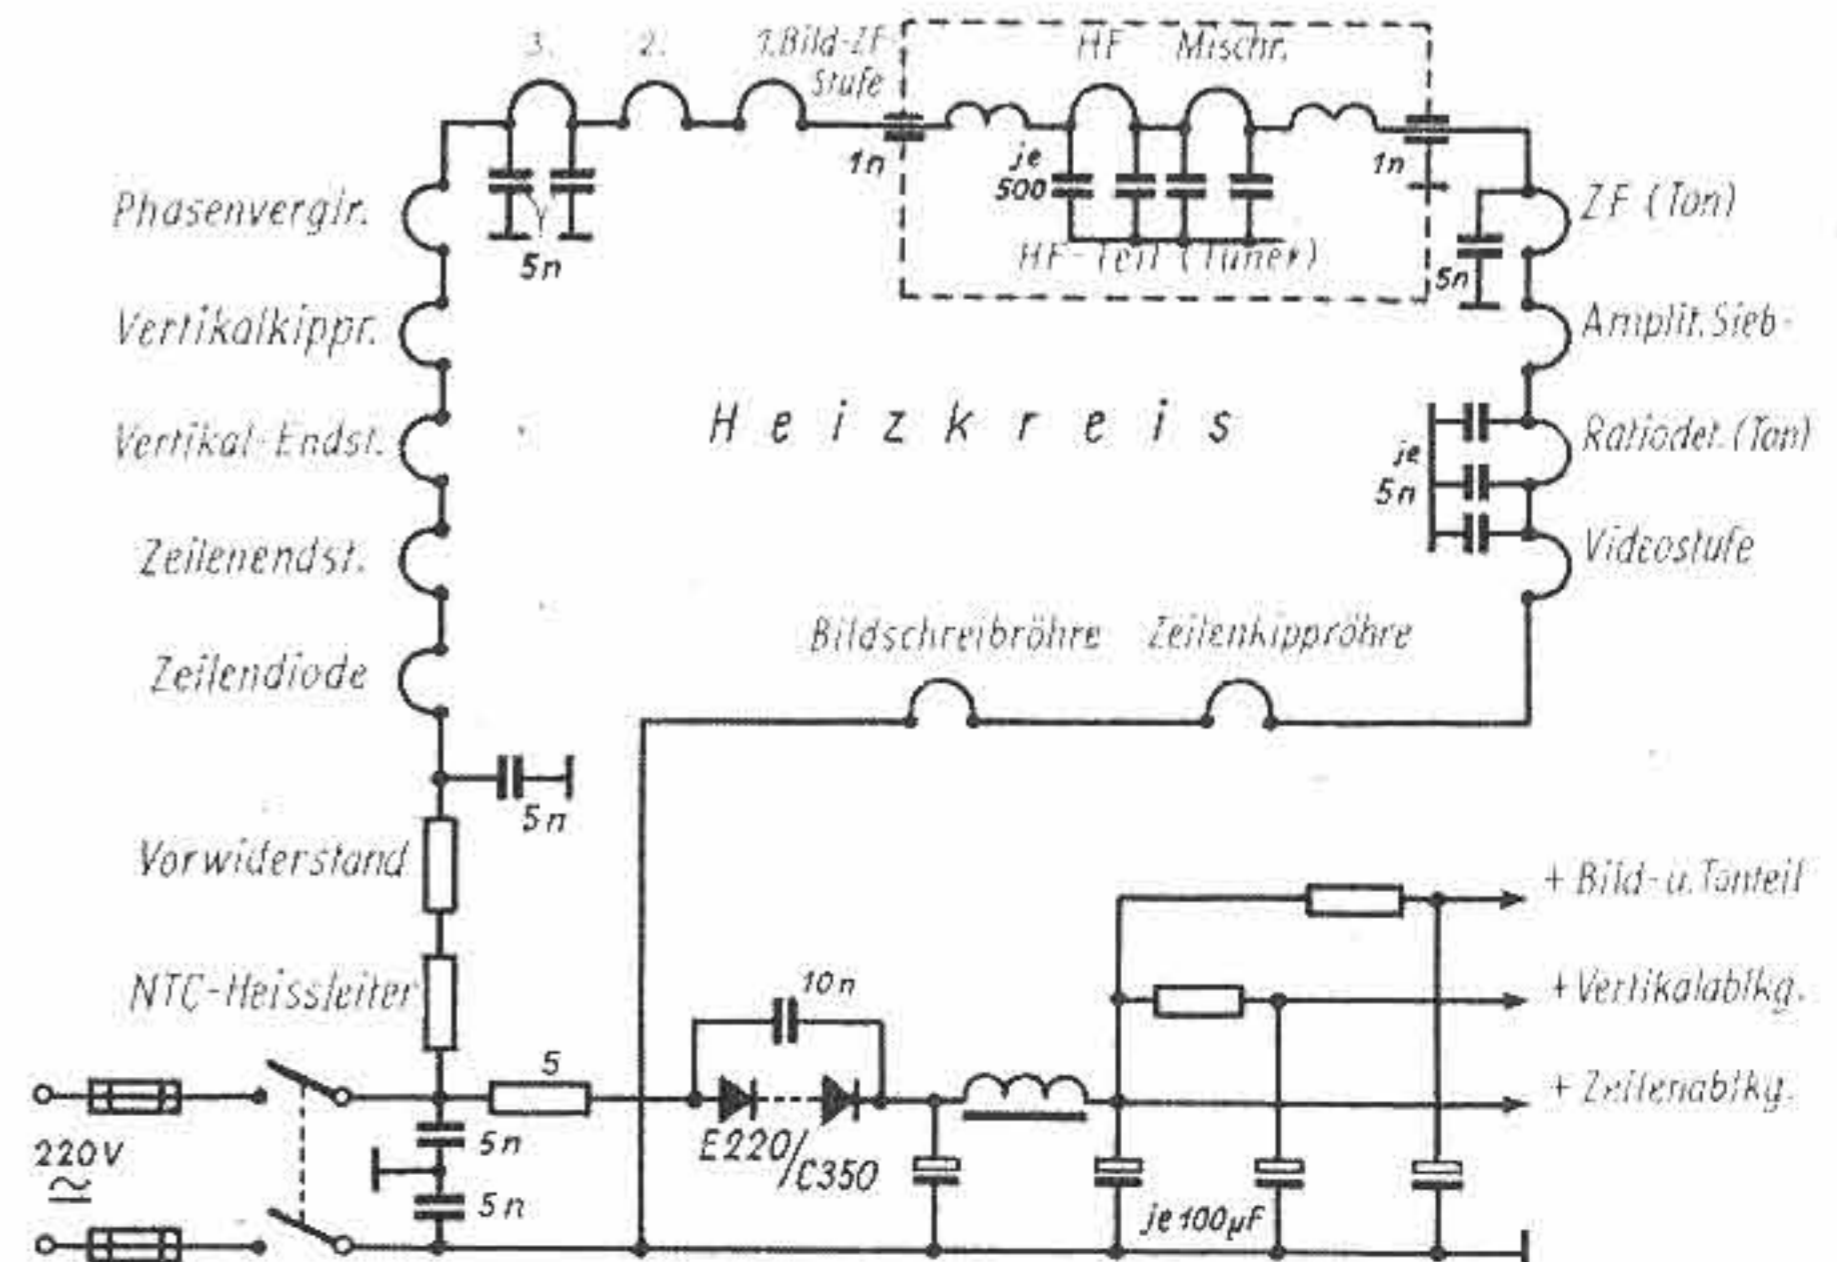 3. 2. 1.Bild-ZF-
Stufe
HF Mischr.
1n
je
500
1n
5n
HF-Teil (Tuner)
5n
Phasenverglr.
Vertikalkippr.
Vertikal-Endst.
Zeilenendst.
Zeilendiode
ZF (Ton)
Amplit. Sieb-
Ratiodet. (Ton)
je
5n
Videostufe
Heizkreis
Bildschreibröhre Zeilenkippröhre
5n
Vorwiderstand
NTC-Heissleiter
+ Bild- u. Tonteil
+ Vertikalablkg.
+ Zeilenablkg.
10n
5
220V
5n
5n
E220/C350
je 100µF